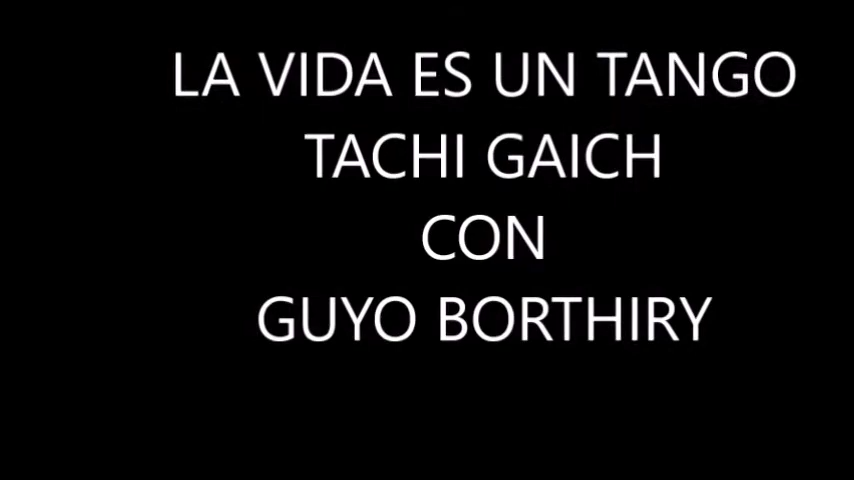 LA VIDA ES UN TANGO
TACHI GAICH
CON
GUYO BORTHIRY